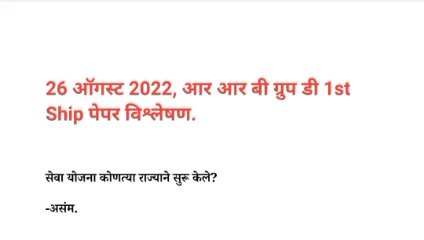 26 ऑगस्ट 2022, आर आर बी ग्रुप डी 1st
Ship पेपर विश्लेषण.
सेवा योजना कोणत्या राज्याने सुरू केले?
-असंम.